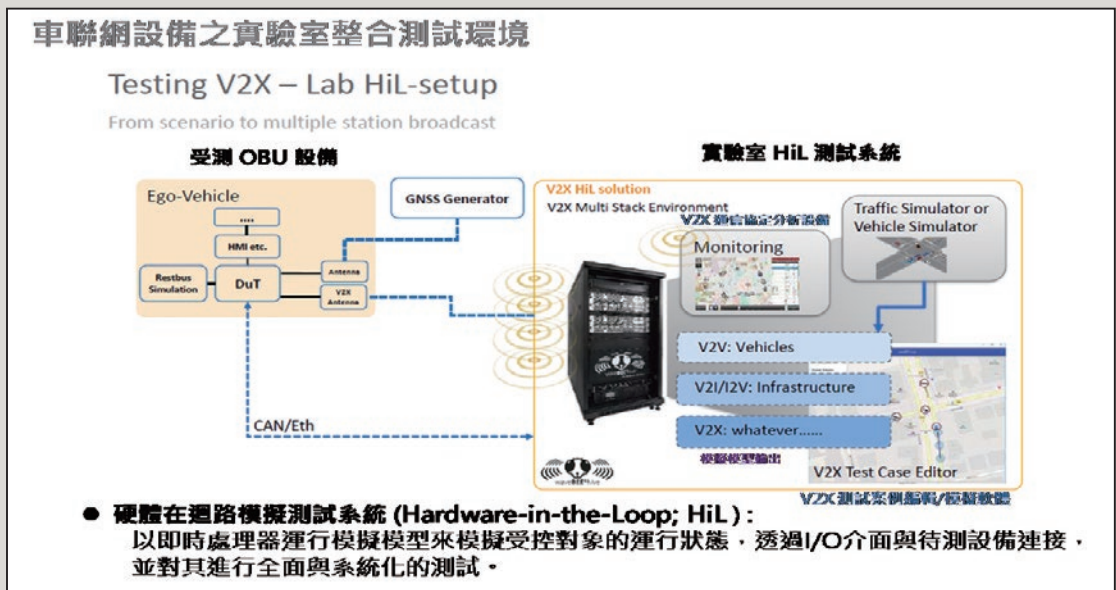 車聯網設備之實驗室整合測試環境
Testing V2X – Lab HiL-setup
From scenario to multiple station broadcast
受測 OBU 設備
實驗室 HiL 測試系統
Ego-Vehicle
....
HMI etc.
Restbus
Simulation
DuT
Antenna
V2X
Antenna
GNSS Generator
CAN/Eth
V2X HiL solution
V2X Multi Stack Environment
V2X 通信協定分析設備
Monitoring
Traffic Simulator or
Vehicle Simulator
V2V: Vehicles
V2I/I2V: Infrastructure
V2X: whatever......
模擬模型輸出
V2X Test Case Editor
V2X 測試案例編輯/模擬軟體
● 硬體在迴路模擬測試系統 (Hardware-in-the-Loop; HiL ) :
以即時處理器運行模擬模型來模擬受控對象的運行狀態，透過I/O介面與待測設備連接，
並對其進行全面與系統化的測試。